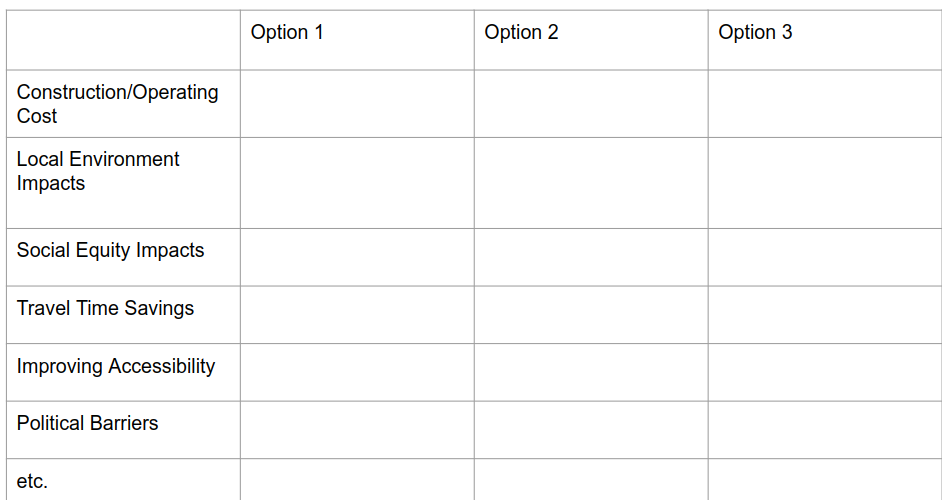 Option 1
Option 2
Option 3
Construction/Operating
Cost
Local Environment
Impacts
Social Equity Impacts
Travel Time Savings
Improving Accessibility
Political Barriers
etc.